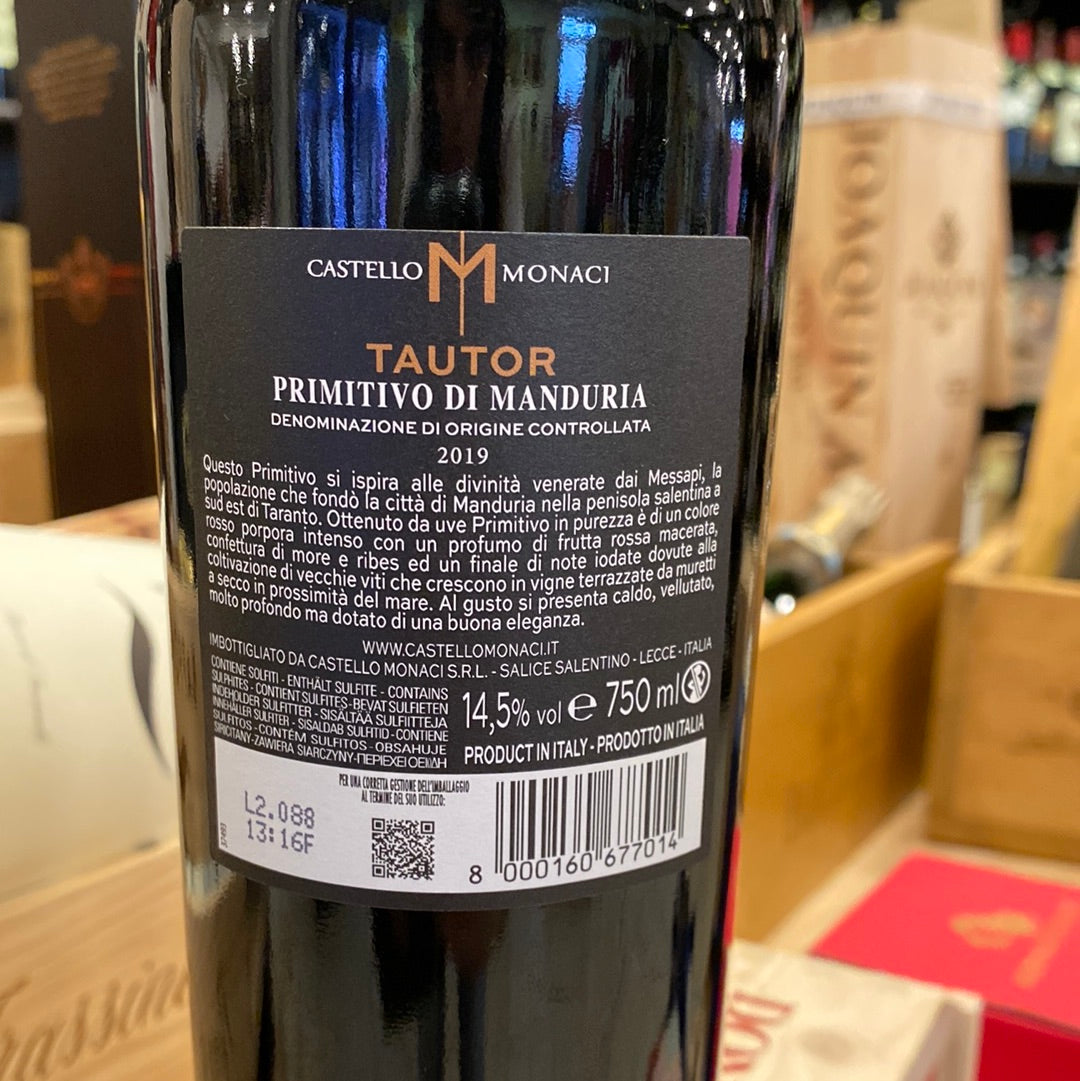 CASTELLO M MONACI
TAUTOR
PRIMITIVO DI MANDURIA
DENOMINAZIONE DI ORIGINE CONTROLLATA
2019
Questo Primitivo si ispira alle divinità venerate dai Messapi, la
popolazione che fondò la città di Manduria nella penisola salentina a
sud est di Taranto. Ottenuto da uve Primitivo in purezza è di un colore
rosso porpora intenso con un profumo di frutta rossa macerata,
confettura di more e ribes ed un finale di note iodate dovute alla
coltivazione di vecchie viti che crescono in vigne terrazzate da muretti
a secco in prossimità del mare. Al gusto si presenta caldo, vellutato,
molto profondo ma dotato di una buona eleganza.
WWW.CASTELLOMONACI.IT
IMBOTTIGLIATO DA CASTELLO MONACI S.R.L. - SALICE SALENTINO - LECCE - ITALIA
CONTIENE SOLFITI - ENTHÄLT SULFITE - CONTAINS
SULPHITES - CONTIENT SULFITES - BEVAT SULFIETEN
INDEHOLDER SULFITTER - SISÄLTÄÄ SULFIITTEJA
INNEHÅLLER SULFITER - SISALDAB SULFITID - CONTIENE
SULFITOS - CONTÉM SULFITOS - OBSAHUJE
SIRICITANY - ZAWIERA SIARCZYNY - ΠΕΡΙΕΧΕΙ
14,5% vol e 750 ml
PRODUCT IN ITALY - PRODOTTO IN ITALIA
PER UNA CORRETTA GESTIONE DELL'IMBALLAGGIO
AL TERMINE DEL SUO UTILIZZO:
L2.088
13:16F
8 000160 677014
DON